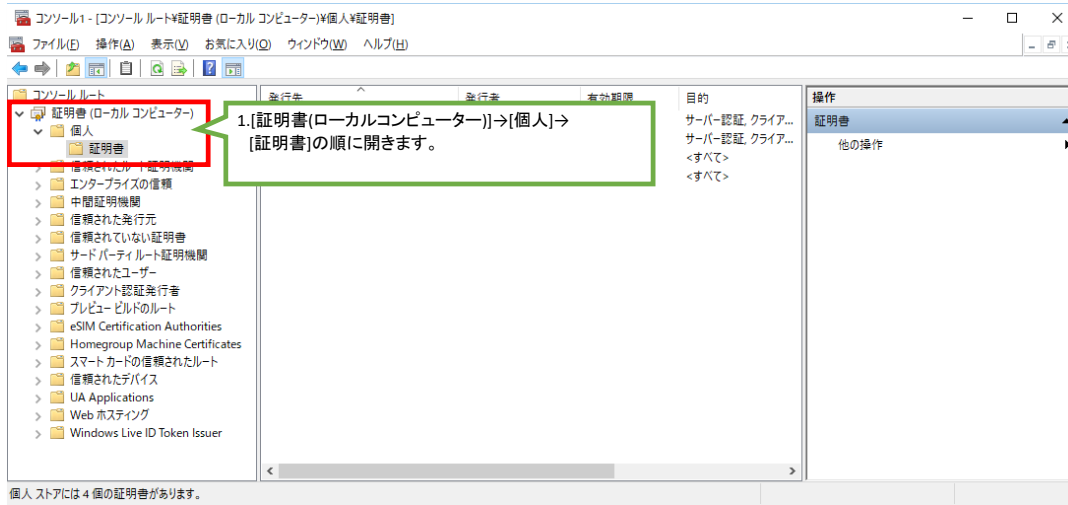 コンソール1 - [コンソール ルート¥証明書 (ローカル コンピューター)¥個人¥証明書]
ファイル(F) 操作(A) 表示(V) お気に入り(O) ウィンドウ(W) ヘルプ(H)
コンソール ルート
証明書 (ローカル コンピューター)
個人
証明書
信頼されたルート証明機関
エンタープライズの信頼
中間証明機関
信頼された発行元
信頼されていない証明書
サード パーティ ルート証明機関
信頼されたユーザー
クライアント認証発行者
プレビュー ビルドのルート
eSIM Certification Authorities
Homegroup Machine Certificates
スマート カードの信頼されたルート
信頼されたデバイス
UA Applications
Web ホスティング
Windows Live ID Token Issuer
発行先 発行者 有効期限 目的
サーバー認証, クライア...
サーバー認証, クライア...
<すべて>
<すべて>
1.[証明書(ローカルコンピューター)]→[個人]→
[証明書]の順に開きます。
操作
証明書
他の操作
個人 ストアには 4 個の証明書があります。